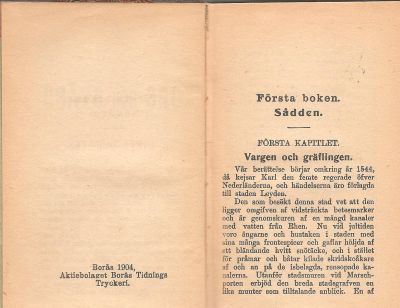 Borås 1904,
Aktiebolaget Borås Tidnings
Tryckeri.
Första boken.
Sådden.
FÖRSTA KAPITLET.
Vargen och gräflingen.
Vår berättelse börjar omkring år 1544,
då kejsar Karl den femte regerade öfver
Nederländerna, och händelserna äro förlagda
till staden Leyden.
Den som besökt denna stad vet att den
ligger omgifven af vidsträckta betesmarker
och är genomskuren af en mängd kanaler
med vatten från Rhen. Nu vid jultiden
voro ängarne och hustaken i staden med
sina många frontespiser och gaflar höljda af
ett bländande hvitt snötäcke, och i stället
för pråmar och båtar kilade skridskoåkare
af och an på de isbelagda, rensopade ka-
nalerna. Utanför stadsmuren vid Marsch-
porten erbjöd den breda stadsgrafven en
lika munter som tilltalande anblick. En af